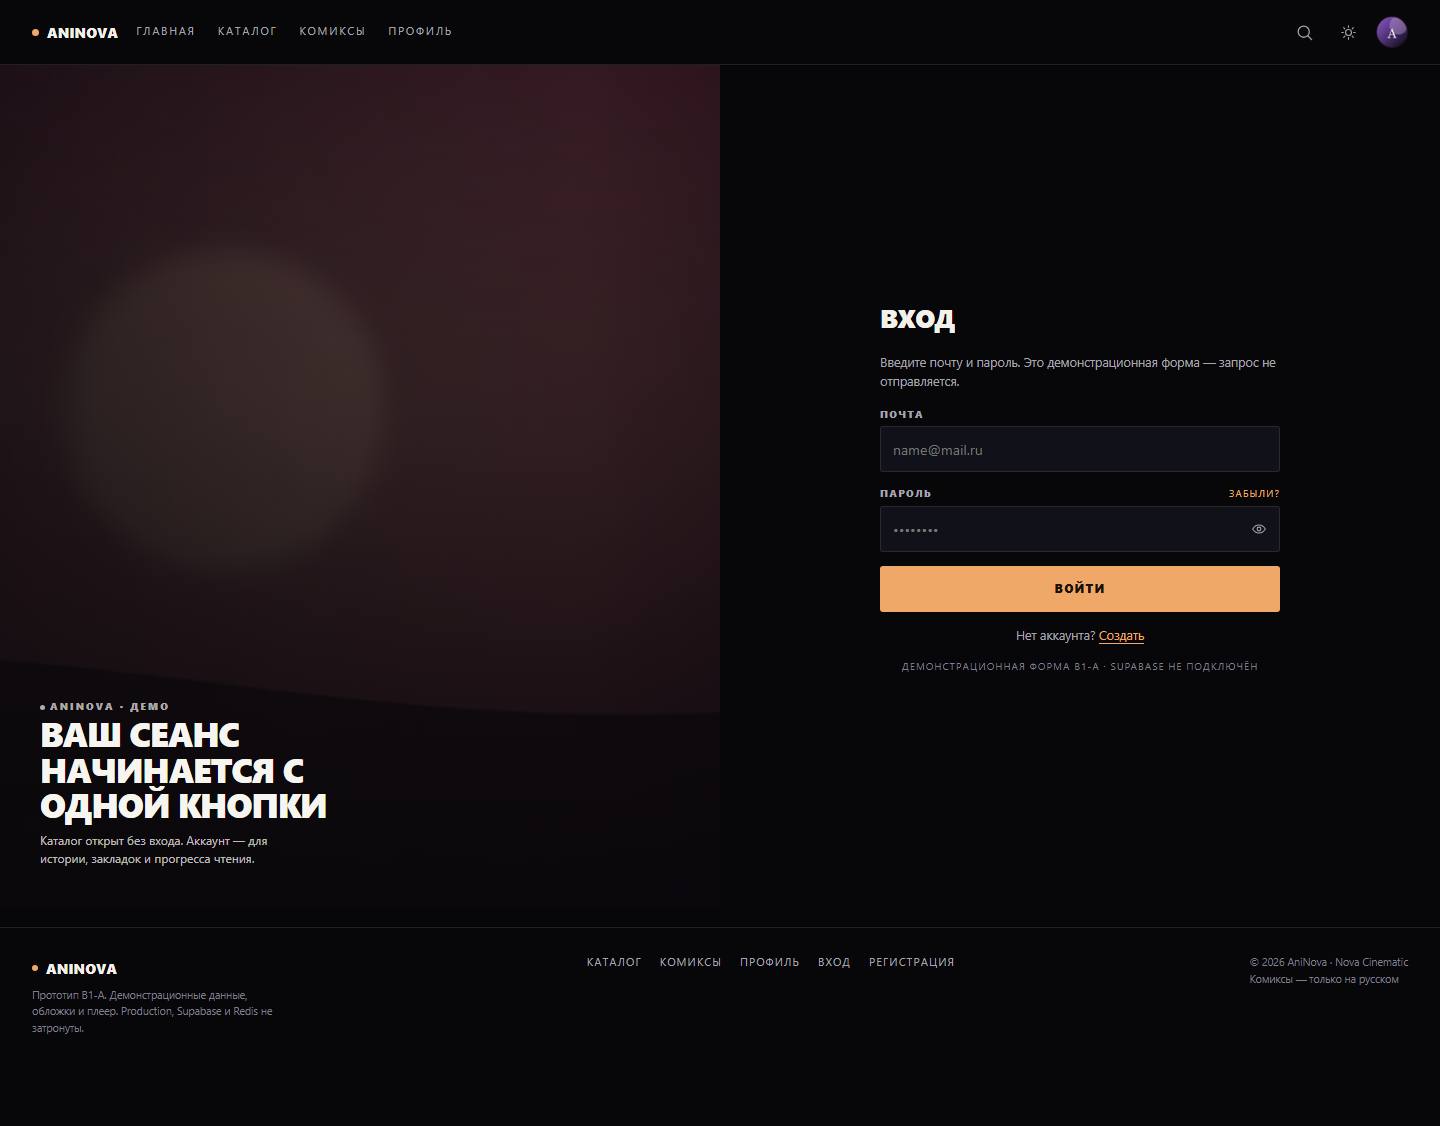 ANINOVA ГЛАВНАЯ КАТАЛОГ КОМИКСЫ ПРОФИЛЬ A
ВХОД
Введите почту и пароль. Это демонстрационная форма — запрос не
отправляется.
ПОЧТА
name@mail.ru
ПАРОЛЬ ЗАБЫЛИ?
••••••••
ВОЙТИ
Нет аккаунта? Создать
ДЕМОНСТРАЦИОННАЯ ФОРМА B1-A · SUPABASE НЕ ПОДКЛЮЧЁН
ANINOVA · ДЕМО
ВАШ СЕАНС
НАЧИНАЕТСЯ С
ОДНОЙ КНОПКИ
Каталог открыт без входа. Аккаунт — для
истории, закладок и прогресса чтения.
ANINOVA
Прототип B1-A. Демонстрационные данные,
обложки и плеер. Production, Supabase и Redis не
затронуты.
КАТАЛОГ КОМИКСЫ ПРОФИЛЬ ВХОД РЕГИСТРАЦИЯ
© 2026 AniNova · Nova Cinematic
Комиксы — только на русском